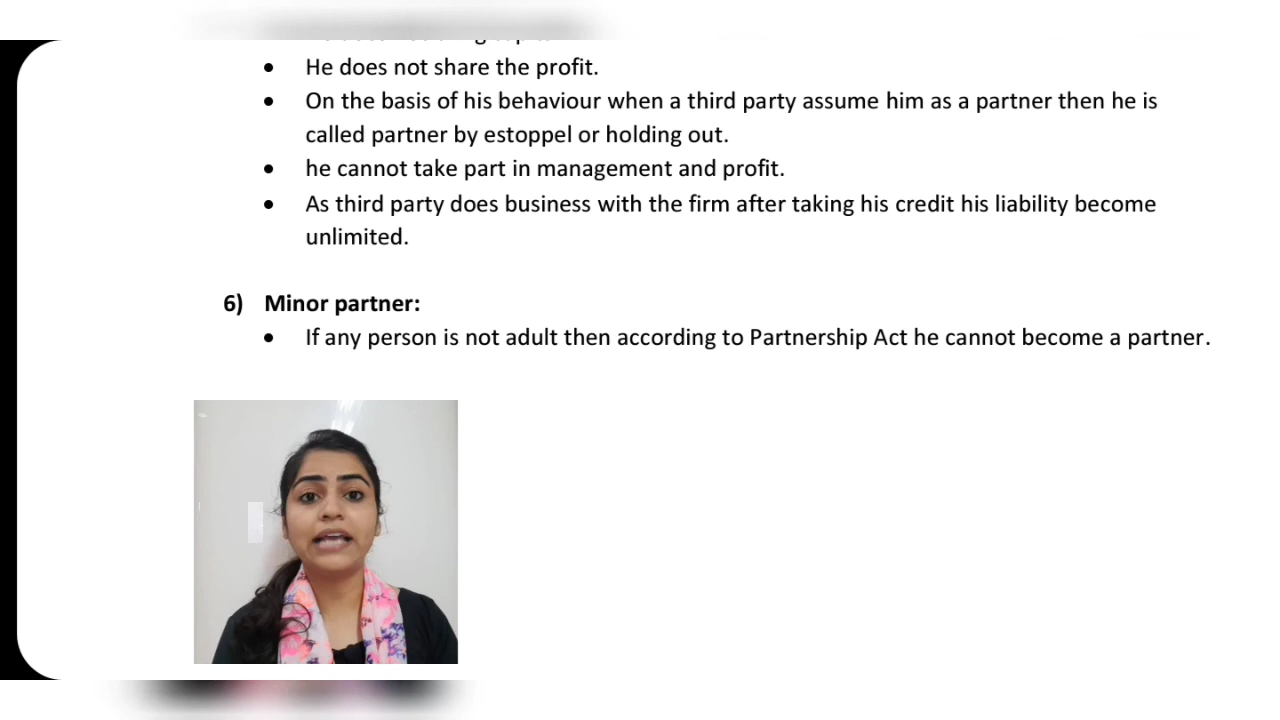 • He does not share the profit.
• On the basis of his behaviour when a third party assume him as a partner then he is
called partner by estoppel or holding out.
• he cannot take part in management and profit.
• As third party does business with the firm after taking his credit his liability become
unlimited.
6) Minor partner:
• If any person is not adult then according to Partnership Act he cannot become a partner.